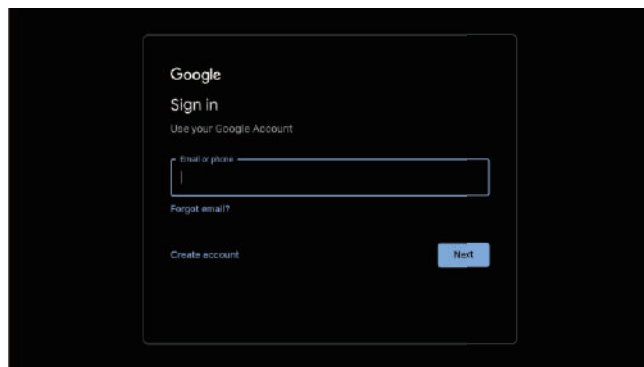 Google
Sign in
Use your Google Account
Email or phone
Forgot email?
Create account
Next